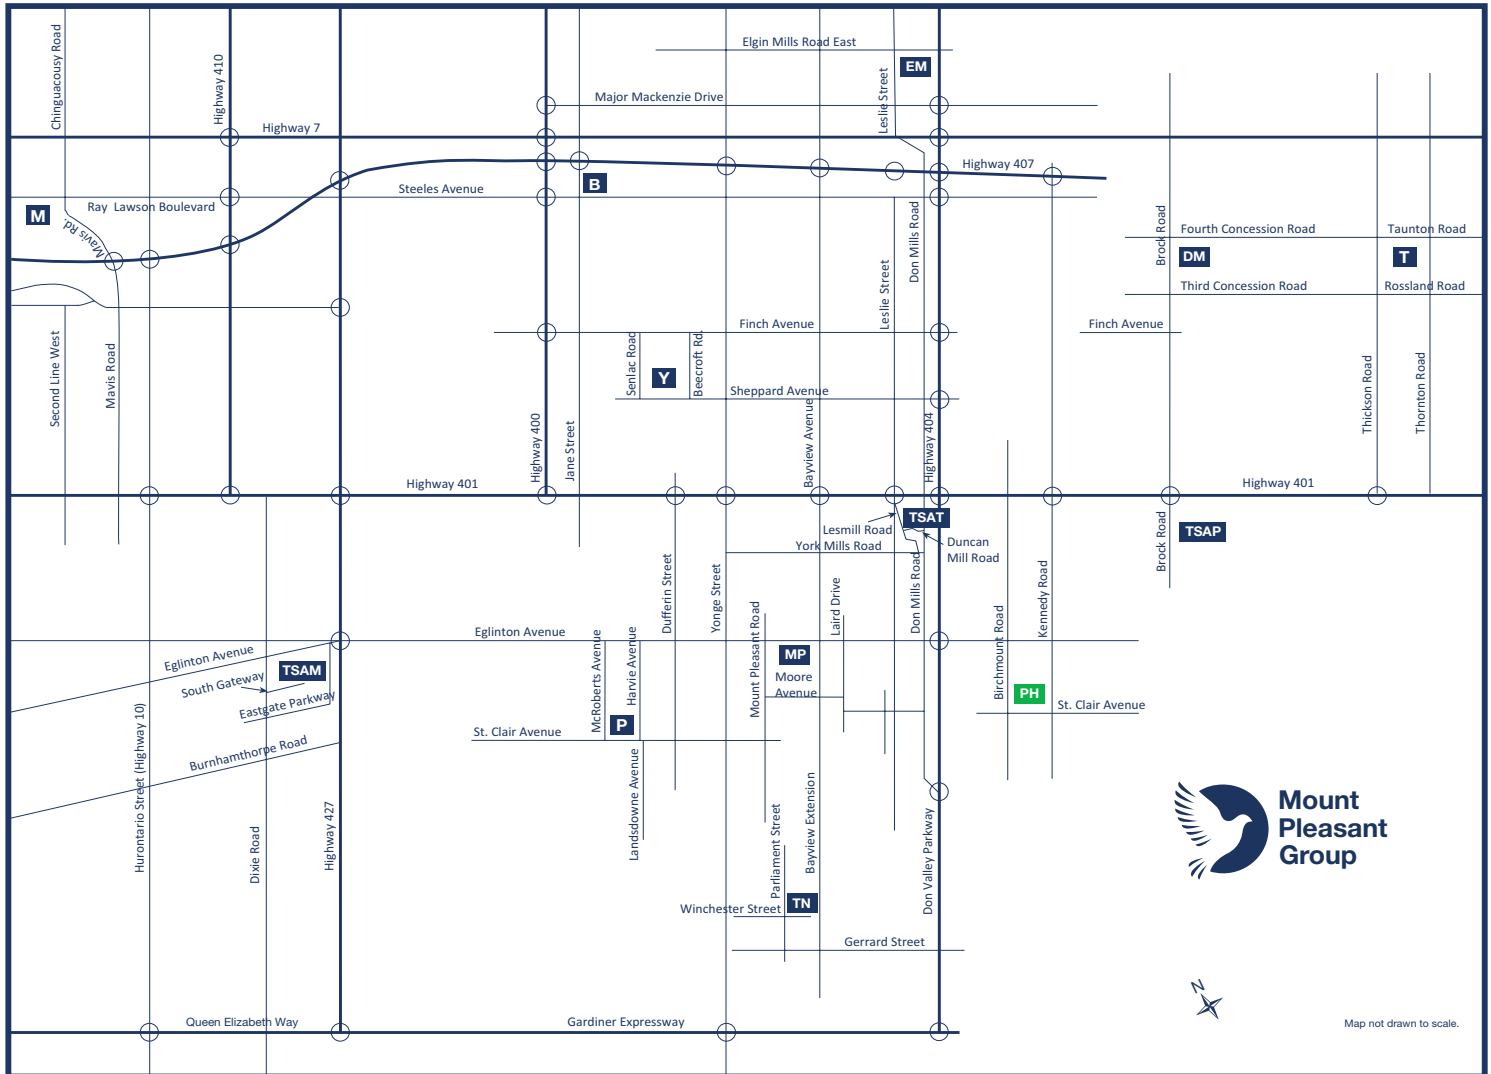 Elgin Mills Road East
Chinguacousy Road
Highway 410
EM
Leslie Street
Major Mackenzie Drive
Highway 7
Highway 407
Steeles Avenue
B
Ray Lawson Boulevard
M
Mavis Rd.
Don Mills Road
Brock Road
Fourth Concession Road
Taunton Road
DM
T
Third Concession Road
Rossland Road
Leslie Street
Finch Avenue
Finch Avenue
Second Line West
Mavis Road
Senlac Road
Beecroft Rd.
Y
Sheppard Avenue
Thickson Road
Thornton Road
Highway 400
Jane Street
Bayview Avenue
Highway 404
Highway 401
Highway 401
TSAT
Lesmill Road
York Mills Road
Duncan
Mill Road
Brock Road
TSAP
Dufferin Street
Yonge Street
Laird Drive
Don Mills Road
Kennedy Road
Eglinton Avenue
McRoberts Avenue
Harvie Avenue
Mount Pleasant Road
MP
Moore
Avenue
Birchmount Road
PH
St. Clair Avenue
Eglinton Avenue
TSAM
South Gateway
Eastgate Parkway
P
St. Clair Avenue
Burnhamthorpe Road
Hurontario Street (Highway 10)
Landsdowne Avenue
Highway 427
Dixie Road
Parliament Street
Bayview Extension
Don Valley Parkway
Mount
Pleasant
Group
TN
Winchester Street
Gerrard Street
N
Queen Elizabeth Way
Gardiner Expressway
Map not drawn to scale.